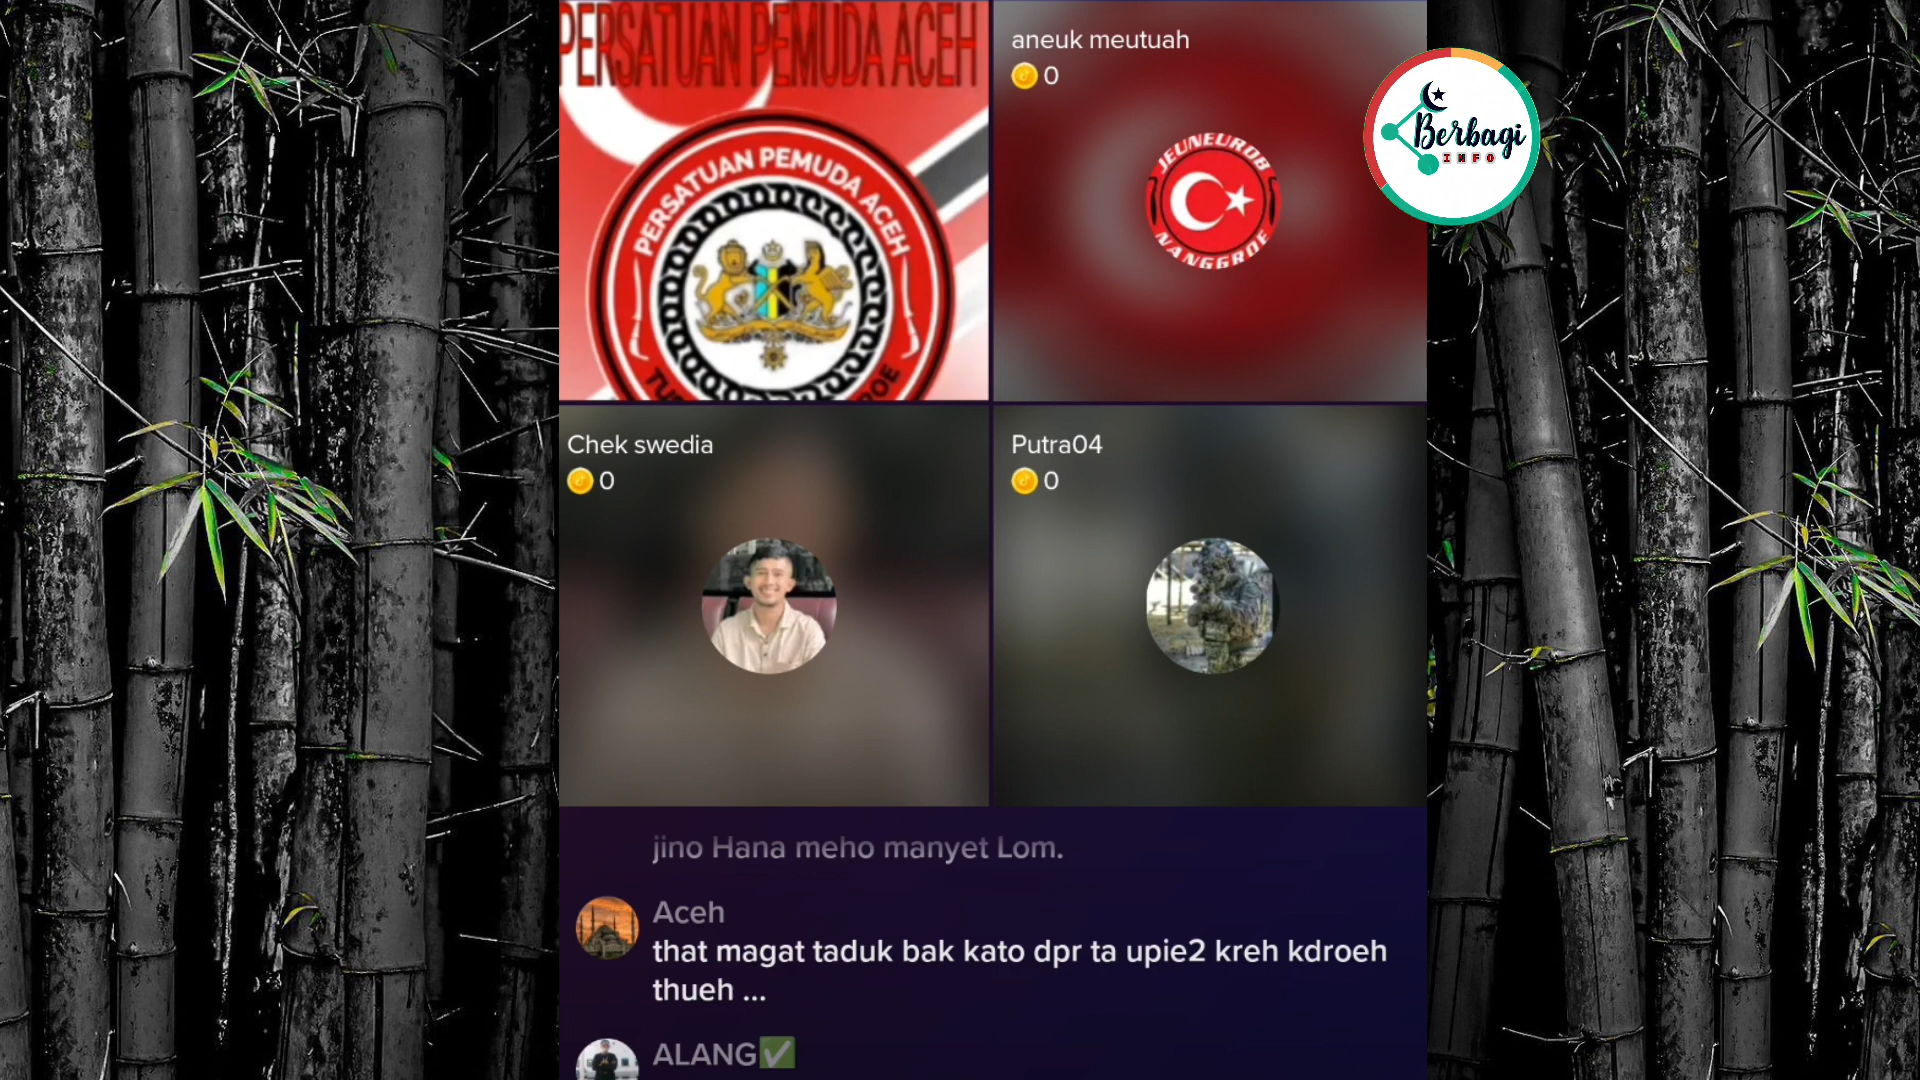 PERSATUAN PEMUDA ACEH
PERSATUAN PEMUDA ACEH
aneuk meutuah
0
JEUNEUROB
NANGGROE
Berbagi
INFO
Chek swedia
0
Putra04
0
jino Hana meho manyet Lom.
Aceh
that magat taduk bak kato dpr ta upie2 kreh kdroeh
thueh ...
ALANG✅